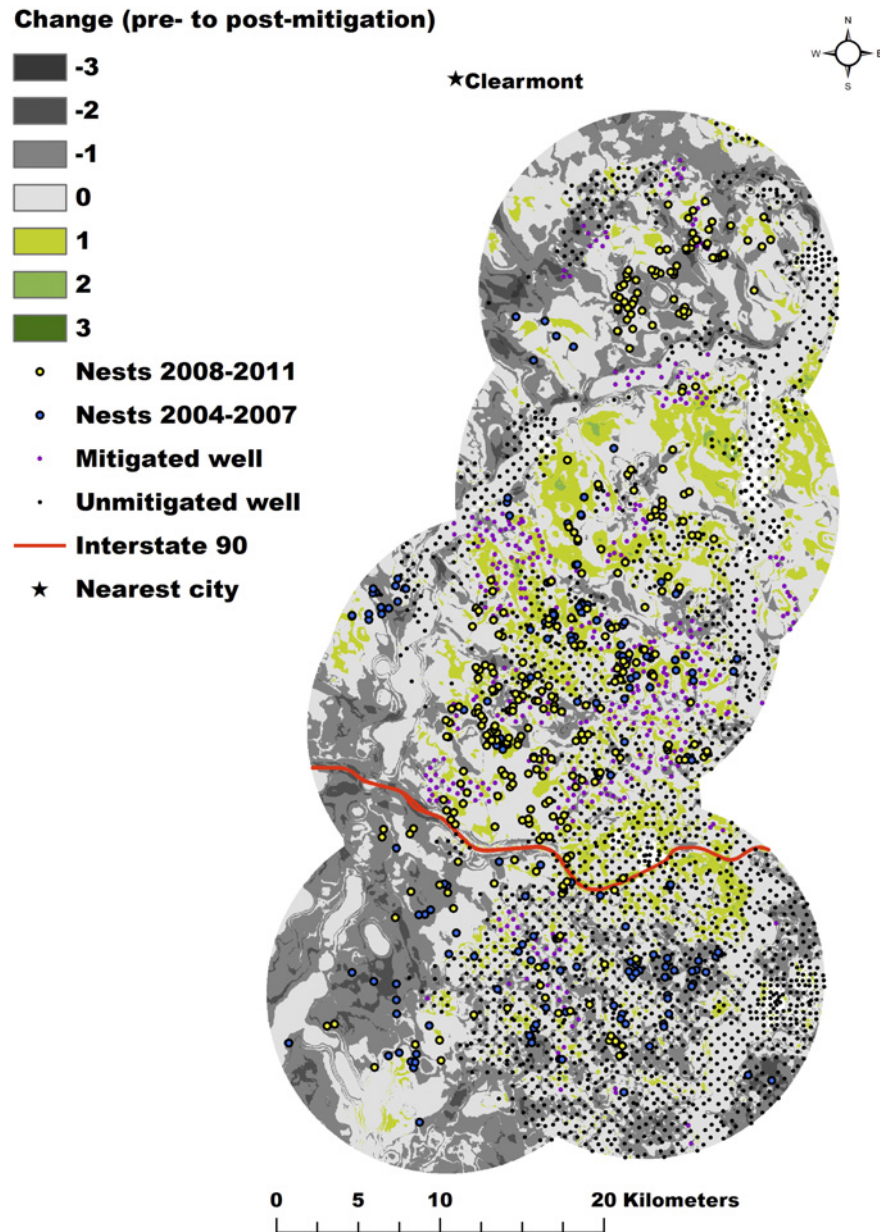 Change (pre- to post-mitigation)
-3
-2
-1
0
1
2
3
Nests 2008-2011
Nests 2004-2007
Mitigated well
Unmitigated well
Interstate 90
Nearest city
N
W E
S
Clearmont
0 10 20 Kilometers